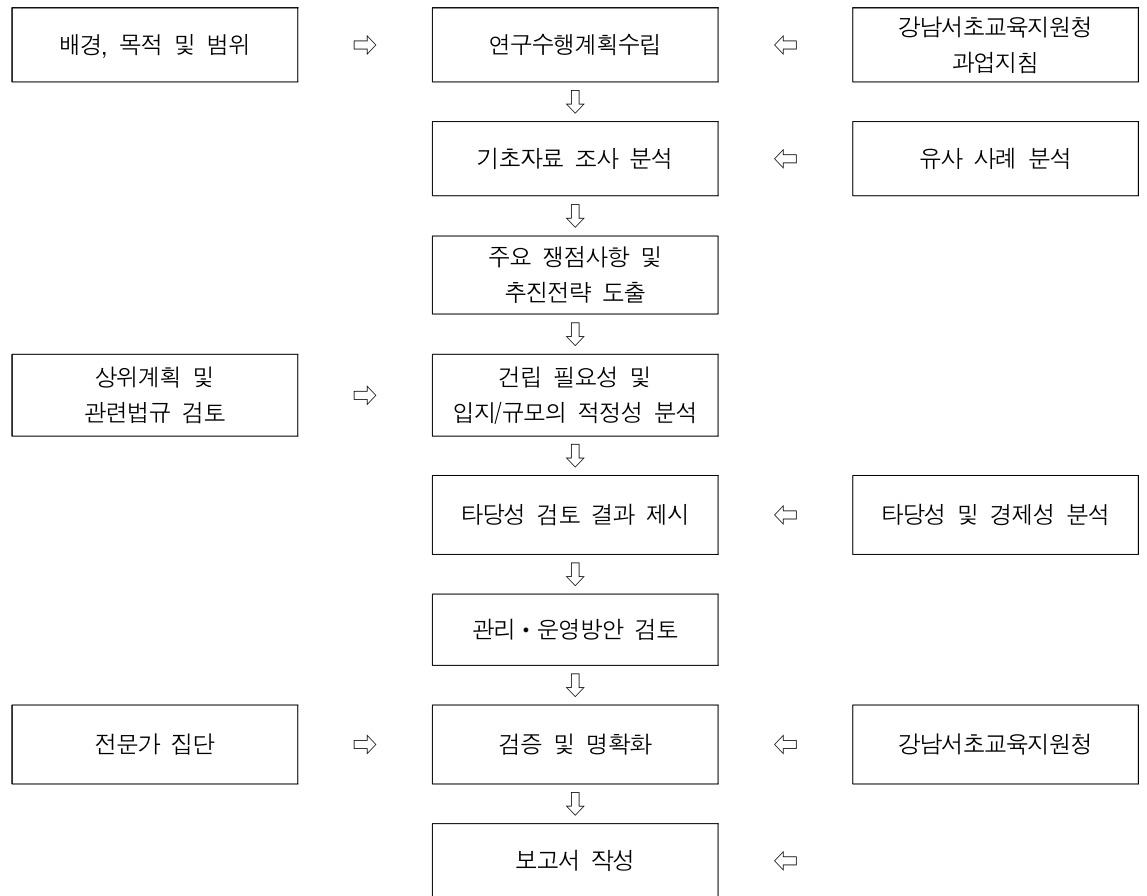 배경, 목적 및 범위
⇨
연구수행계획수립
⇦
강남서초교육지원청
과업지침
⇩
기초자료 조사 분석
⇦
유사 사례 분석
⇩
주요 쟁점사항 및
추진전략 도출
⇩
상위계획 및
관련법규 검토
⇨
건립 필요성 및
입지/규모의 적정성 분석
⇩
타당성 검토 결과 제시
⇦
타당성 및 경제성 분석
⇩
관리·운영방안 검토
⇩
전문가 집단
⇨
검증 및 명확화
⇦
강남서초교육지원청
⇩
보고서 작성
⇦